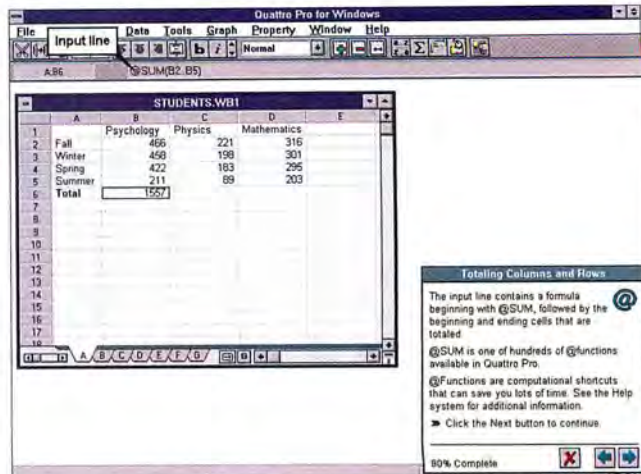 Quattro Pro for Windows
File Data Tools Graph Property Window Help
Input line
b i Normal
A:B6 @SUM(B2..B5)
STUDENTS.WB1
A B C D E
1 Psychology Physics Mathematics
2 Fall 466 221 316
3 Winter 458 198 301
4 Spring 422 183 295
5 Summer 211 89 203
6 Total 1557
7
8
9
10
11
12
13
14
15
16
17
18
A B C D E F G
Totaling Columns and Rows
The input line contains a formula
beginning with @SUM, followed by the
beginning and ending cells that are
totaled.
@
@SUM is one of hundreds of @functions
available in Quattro Pro.
@Functions are computational shortcuts
that can save you lots of time. See the Help
system for additional information.
Click the Next button to continue.
80% Complete